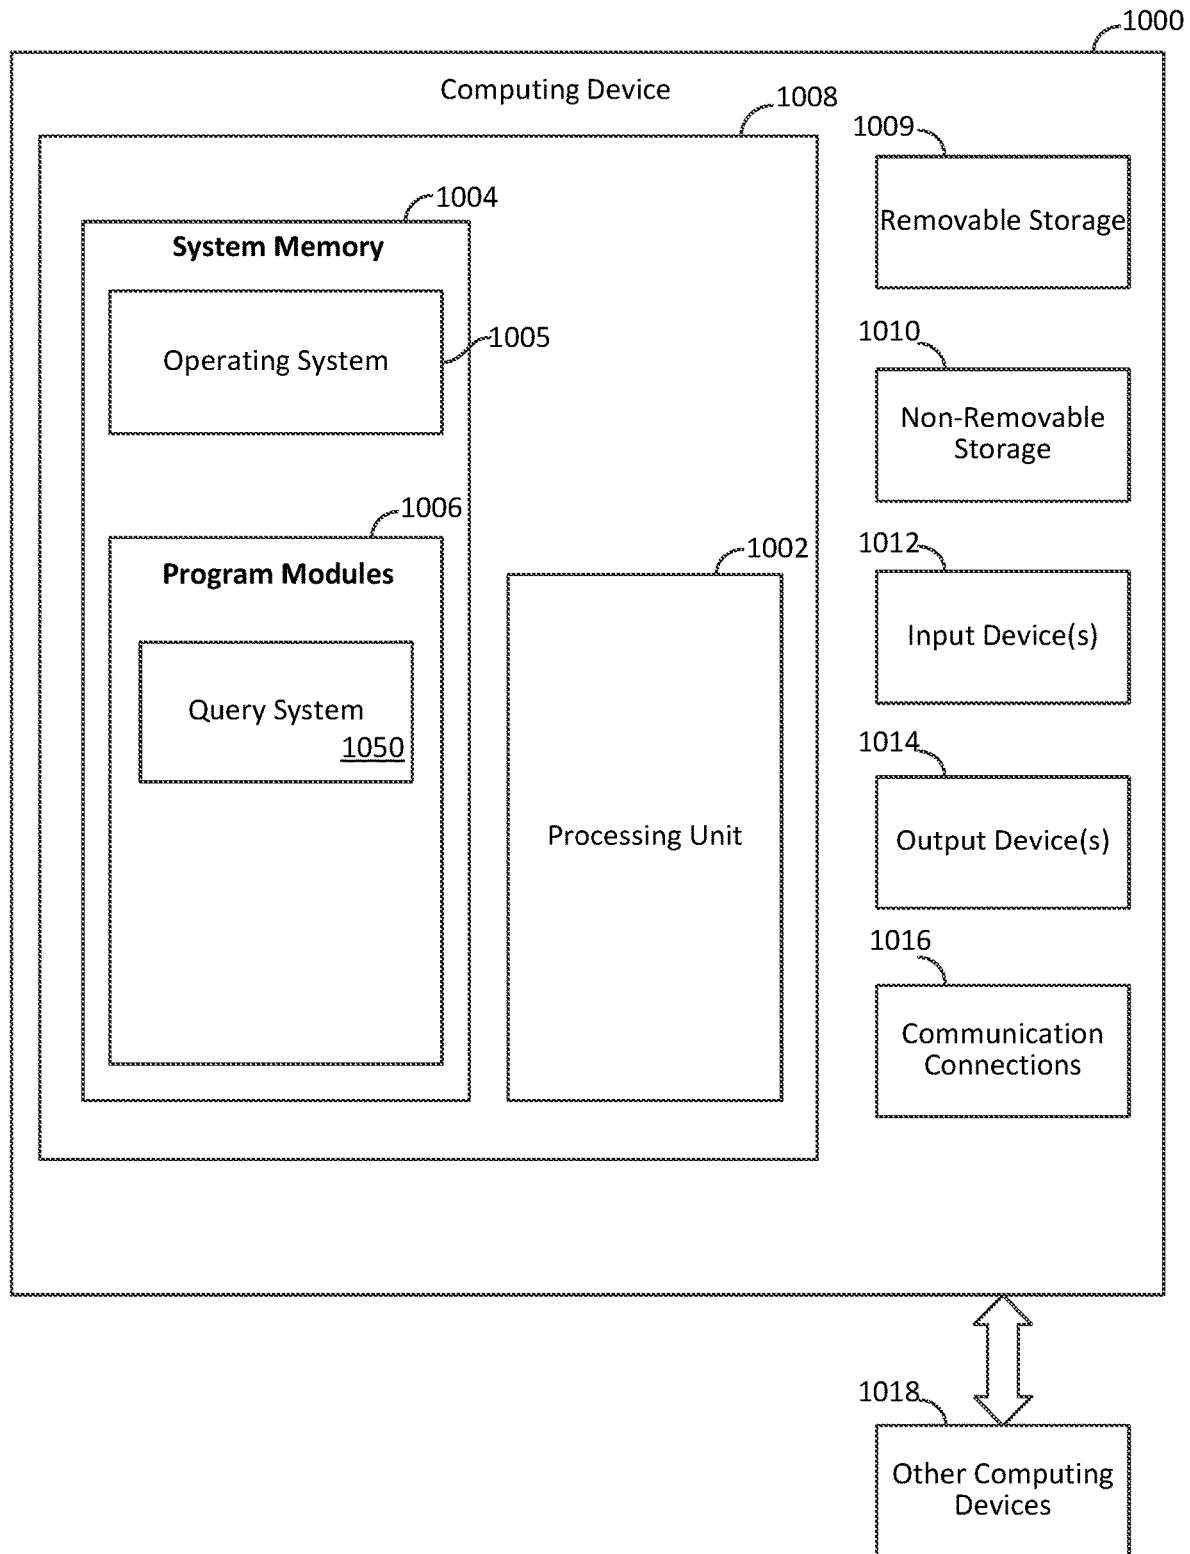 1000
Computing Device
1008
1009
1004
System Memory
Removable Storage
Operating System
1005
1010
Non-Removable
Storage
1006
Program Modules
1002
1012
Query System
1050
Input Device(s)
Processing Unit
1014
Output Device(s)
1016
Communication
Connections
1018
Other Computing
Devices